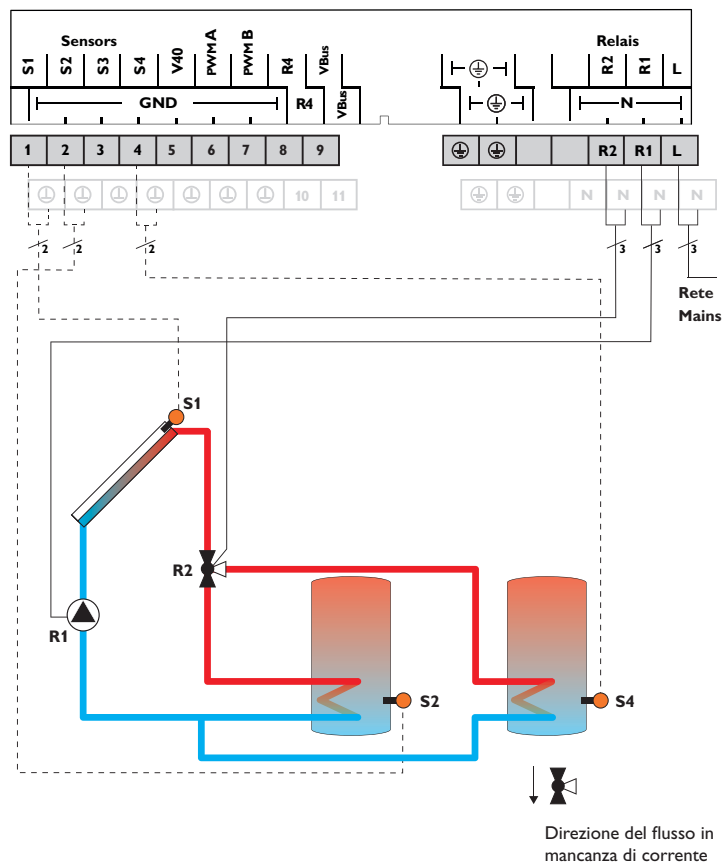 Sensors
Relais
S1 S2 S3 S4 V40 PWM A PWM B R4 VBus
R2 R1 L
GND R4 VBus
N
1 2 3 4 5 6 7 8 9
R2 R1 L
10 11
N N N N
2 2 2
3 3 3
Rete
Mains
S1
R2
R1
S2
S4
Direzione del flusso in
mancanza di corrente